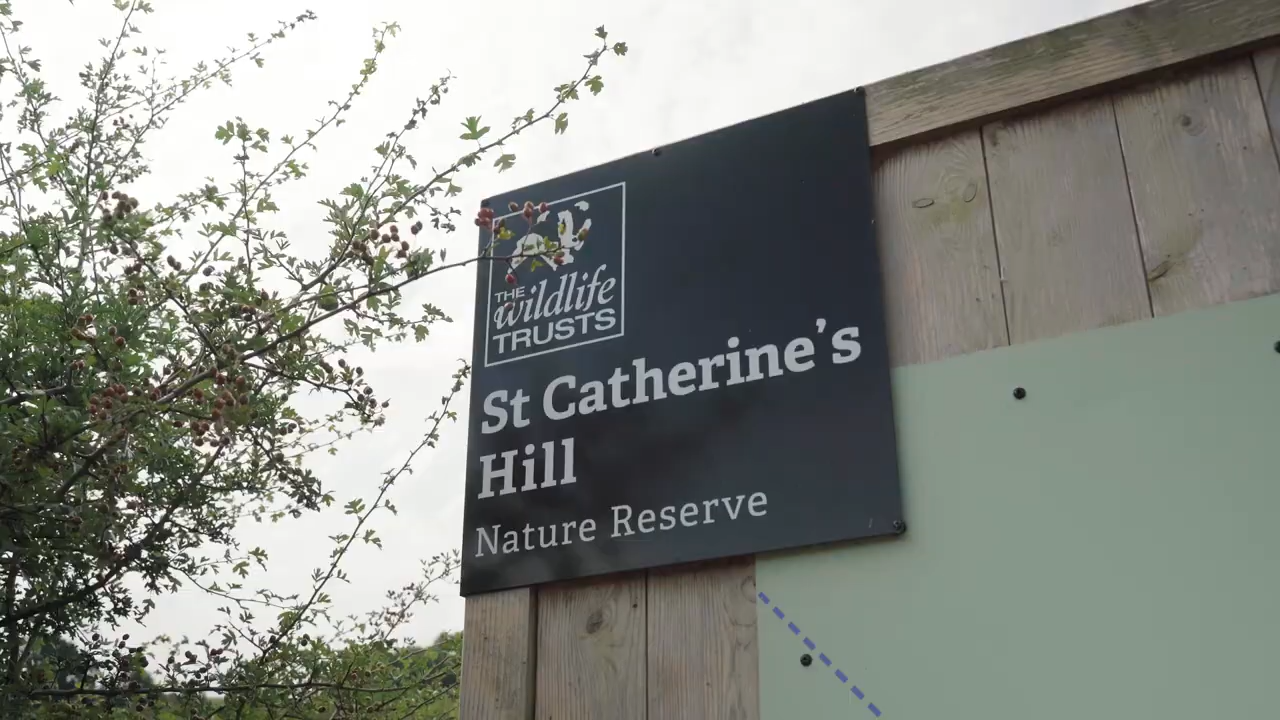 THE
wildlife
TRUSTS
St Catherine's
Hill
Nature Reserve